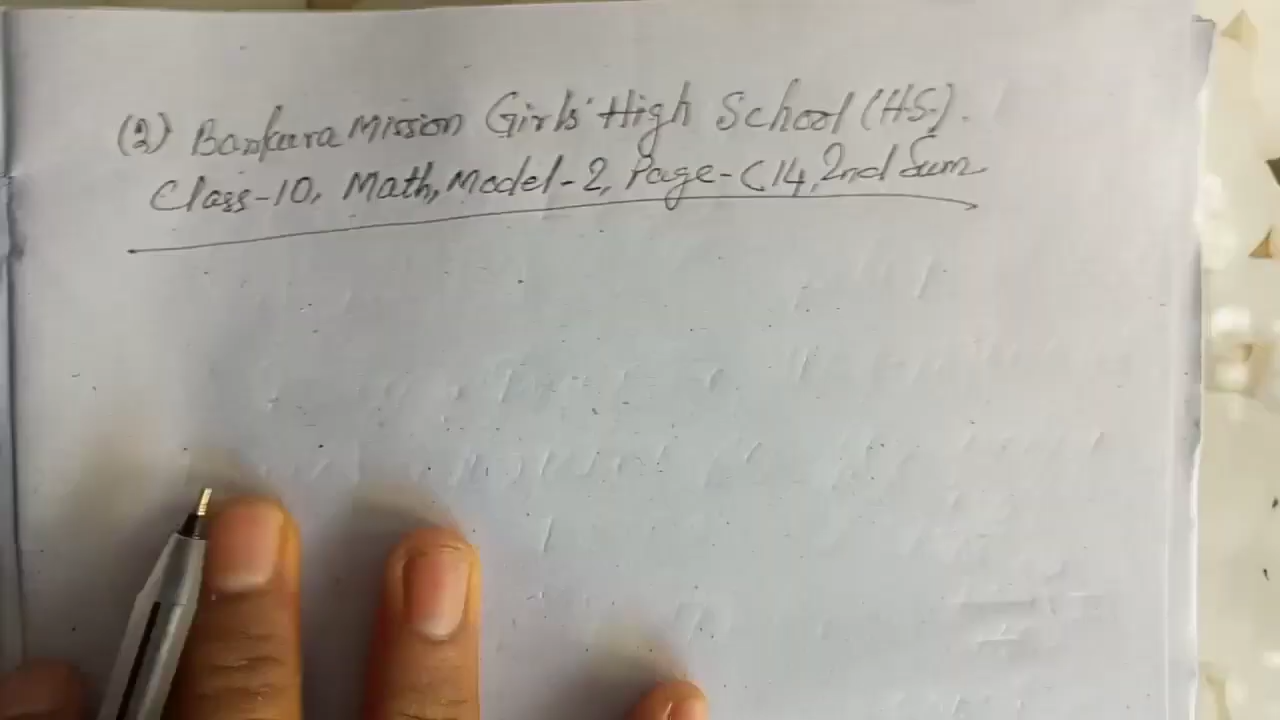 (2) Bankura Mission Girls' High School (HS).
Class-10, Math, Model-2, Page-C14, 2nd Sum